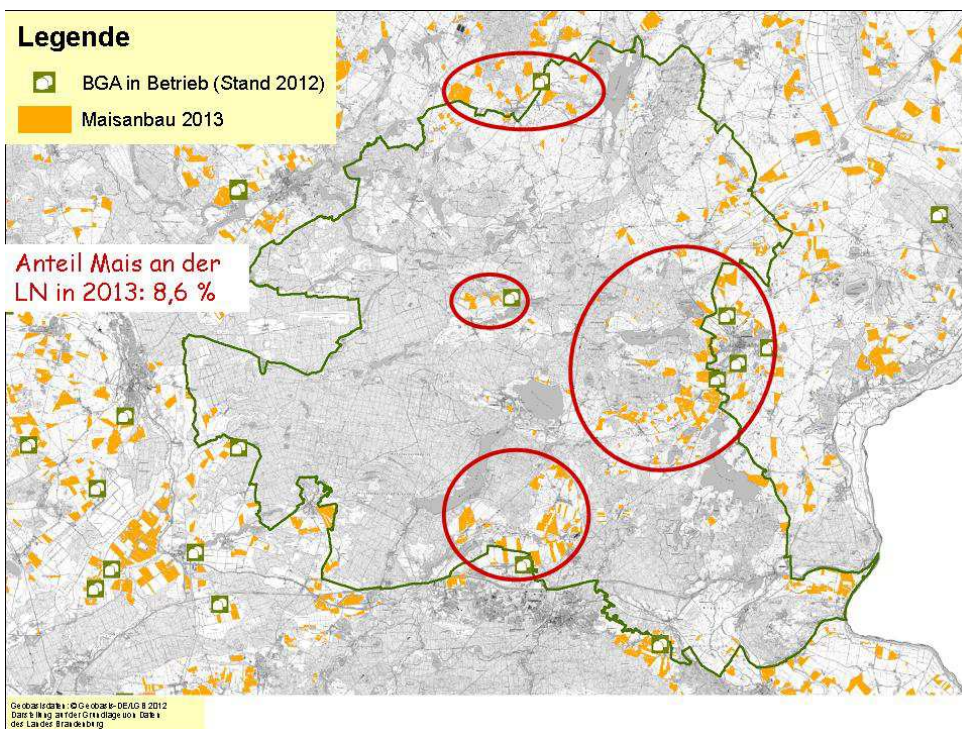 Legende
BGA in Betrieb (Stand 2012)
Maisanbau 2013
Anteil Mais an der
LN in 2013: 8,6 %
Geobasisdaten: © Geobasis-DE/LGB 2012
Darstellung auf der Grundlage von Daten
des Landes Brandenburg